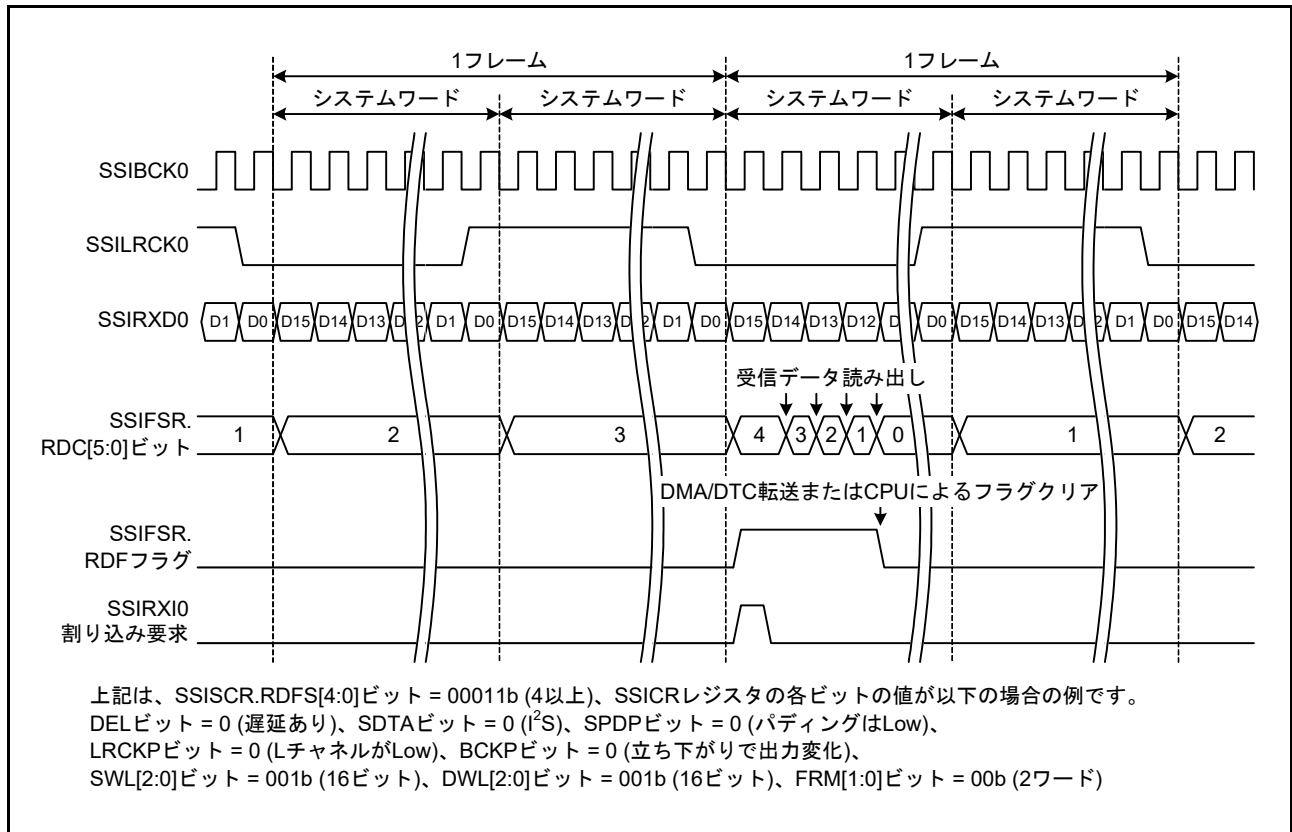 1フレーム 1フレーム
システムワード システムワード システムワード システムワード
SSIBCK0
SSILRCK0
SSIRXD0 D1 D0 D15 D14 D13 D1 D0 D15 D14 D13 D1 D0 D15 D14 D13 D12 D0 D15 D14 D13 D1 D0 D15 D14
受信データ読み出し
SSIFSR.
RDC[5:0]ビット 1 2 3 4 3 2 1 0 1 2
DMA/DTC転送またはCPUによるフラグクリア
SSIFSR.
RDFフラグ
SSIRXI0
割り込み要求
上記は、SSISCR.RDFS[4:0]ビット = 00011b (4以上)、SSICRレジスタの各ビットの値が以下の場合の例です。
DELビット = 0 (遅延あり)、SDTAビット = 0 (I²S)、SPDPビット = 0 (パディングはLow)、
LRCKPビット = 0 (LチャネルがLow)、BCKPビット = 0 (立ち下がりで出力変化)、
SWL[2:0]ビット = 001b (16ビット)、DWL[2:0]ビット = 001b (16ビット)、FRM[1:0]ビット = 00b (2ワード)